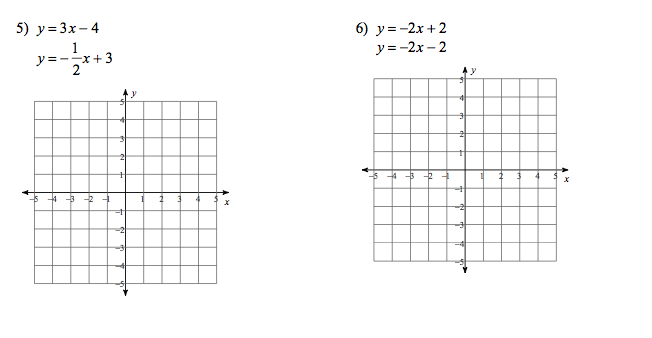 5) y = 3x – 4
y = –1/2x + 3
y
5
4
3
2
1
–5 –4 –3 –2 –1 1 2 3 4 5 x
–1
–2
–3
–4
–5
6) y = –2x + 2
y = –2x – 2
y
5
4
3
2
1
–5 –4 –3 –2 –1 1 2 3 4 5 x
–1
–2
–3
–4
–5